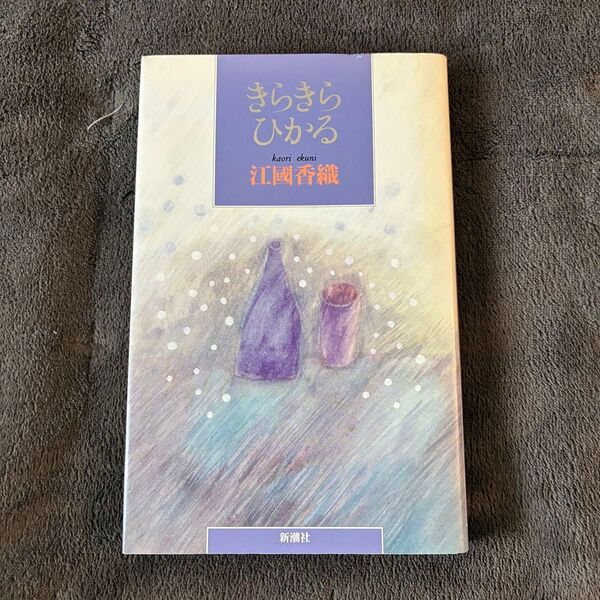 きらきら
ひかる
kaori ekuni
江國香織
新潮社